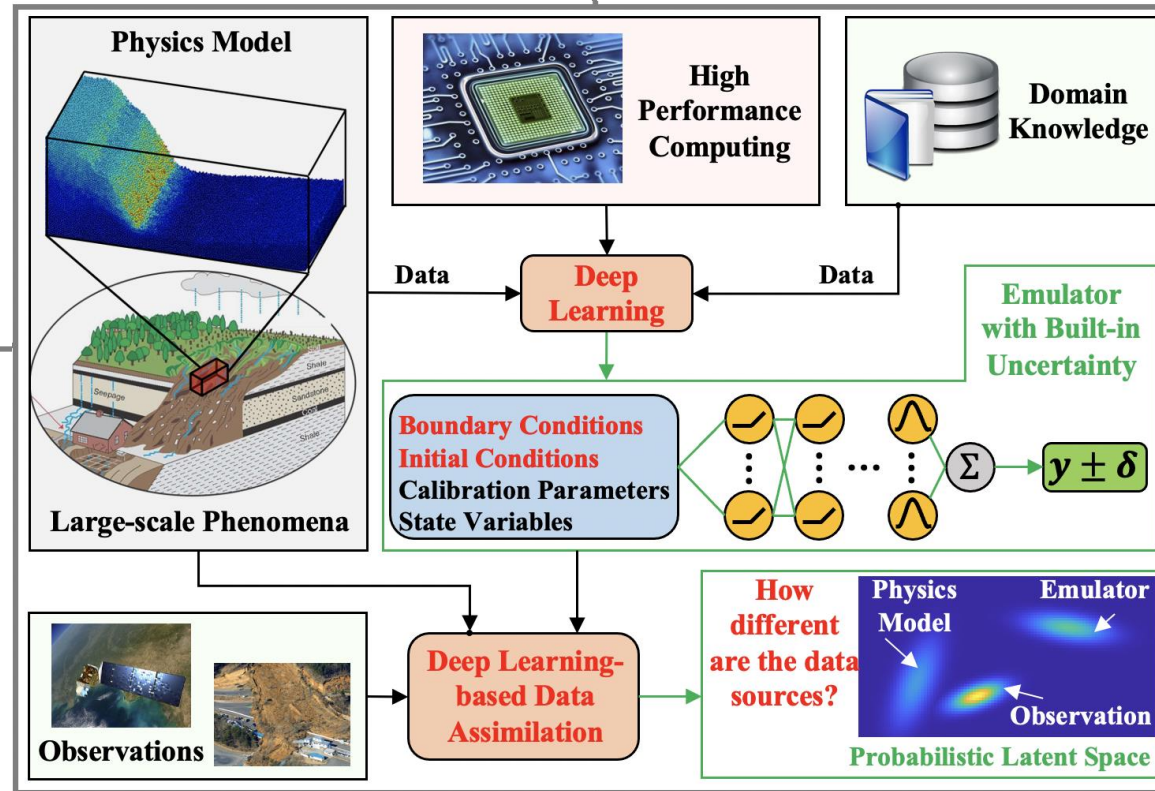 Physics Model
High
Performance
Computing
Domain
Knowledge
Data
Deep
Learning
Data
Emulator
with Built-in
Uncertainty
Seepage
Shale
Sandstone
Coal
Shale
Large-scale Phenomena
Boundary Conditions
Initial Conditions
Calibration Parameters
State Variables
Σ
y ± δ
Observations
Deep Learning-
based Data
Assimilation
How
different
are the data
sources?
Physics
Model
Emulator
Observation
Probabilistic Latent Space